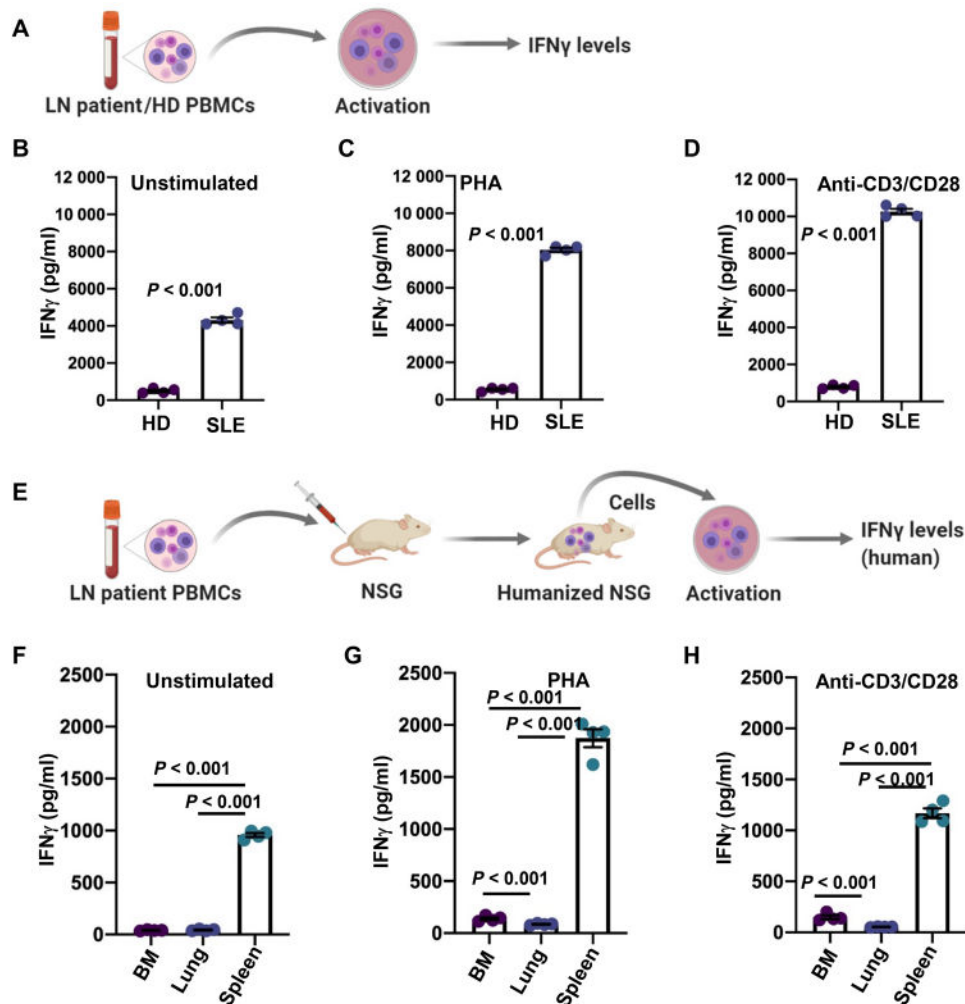 A
LN patient/HD PBMCs
Activation
IFNγ levels
B
Unstimulated
IFNγ (pg/ml)
12 000
10 000
8000
6000
4000
2000
0
P < 0.001
HD
SLE
C
PHA
IFNγ (pg/ml)
12 000
10 000
8000
6000
4000
2000
0
P < 0.001
HD
SLE
D
Anti-CD3/CD28
IFNγ (pg/ml)
12 000
10 000
8000
6000
4000
2000
0
P < 0.001
HD
SLE
E
LN patient PBMCs
NSG
Humanized NSG
Cells
Activation
IFNγ levels
(human)
F
Unstimulated
IFNγ (pg/ml)
2500
2000
1500
1000
500
0
P < 0.001
P < 0.001
BM
Lung
Spleen
G
PHA
IFNγ (pg/ml)
2500
2000
1500
1000
500
0
P < 0.001
P < 0.001
P < 0.001
BM
Lung
Spleen
H
Anti-CD3/CD28
IFNγ (pg/ml)
2500
2000
1500
1000
500
0
P < 0.001
P < 0.001
P < 0.001
BM
Lung
Spleen